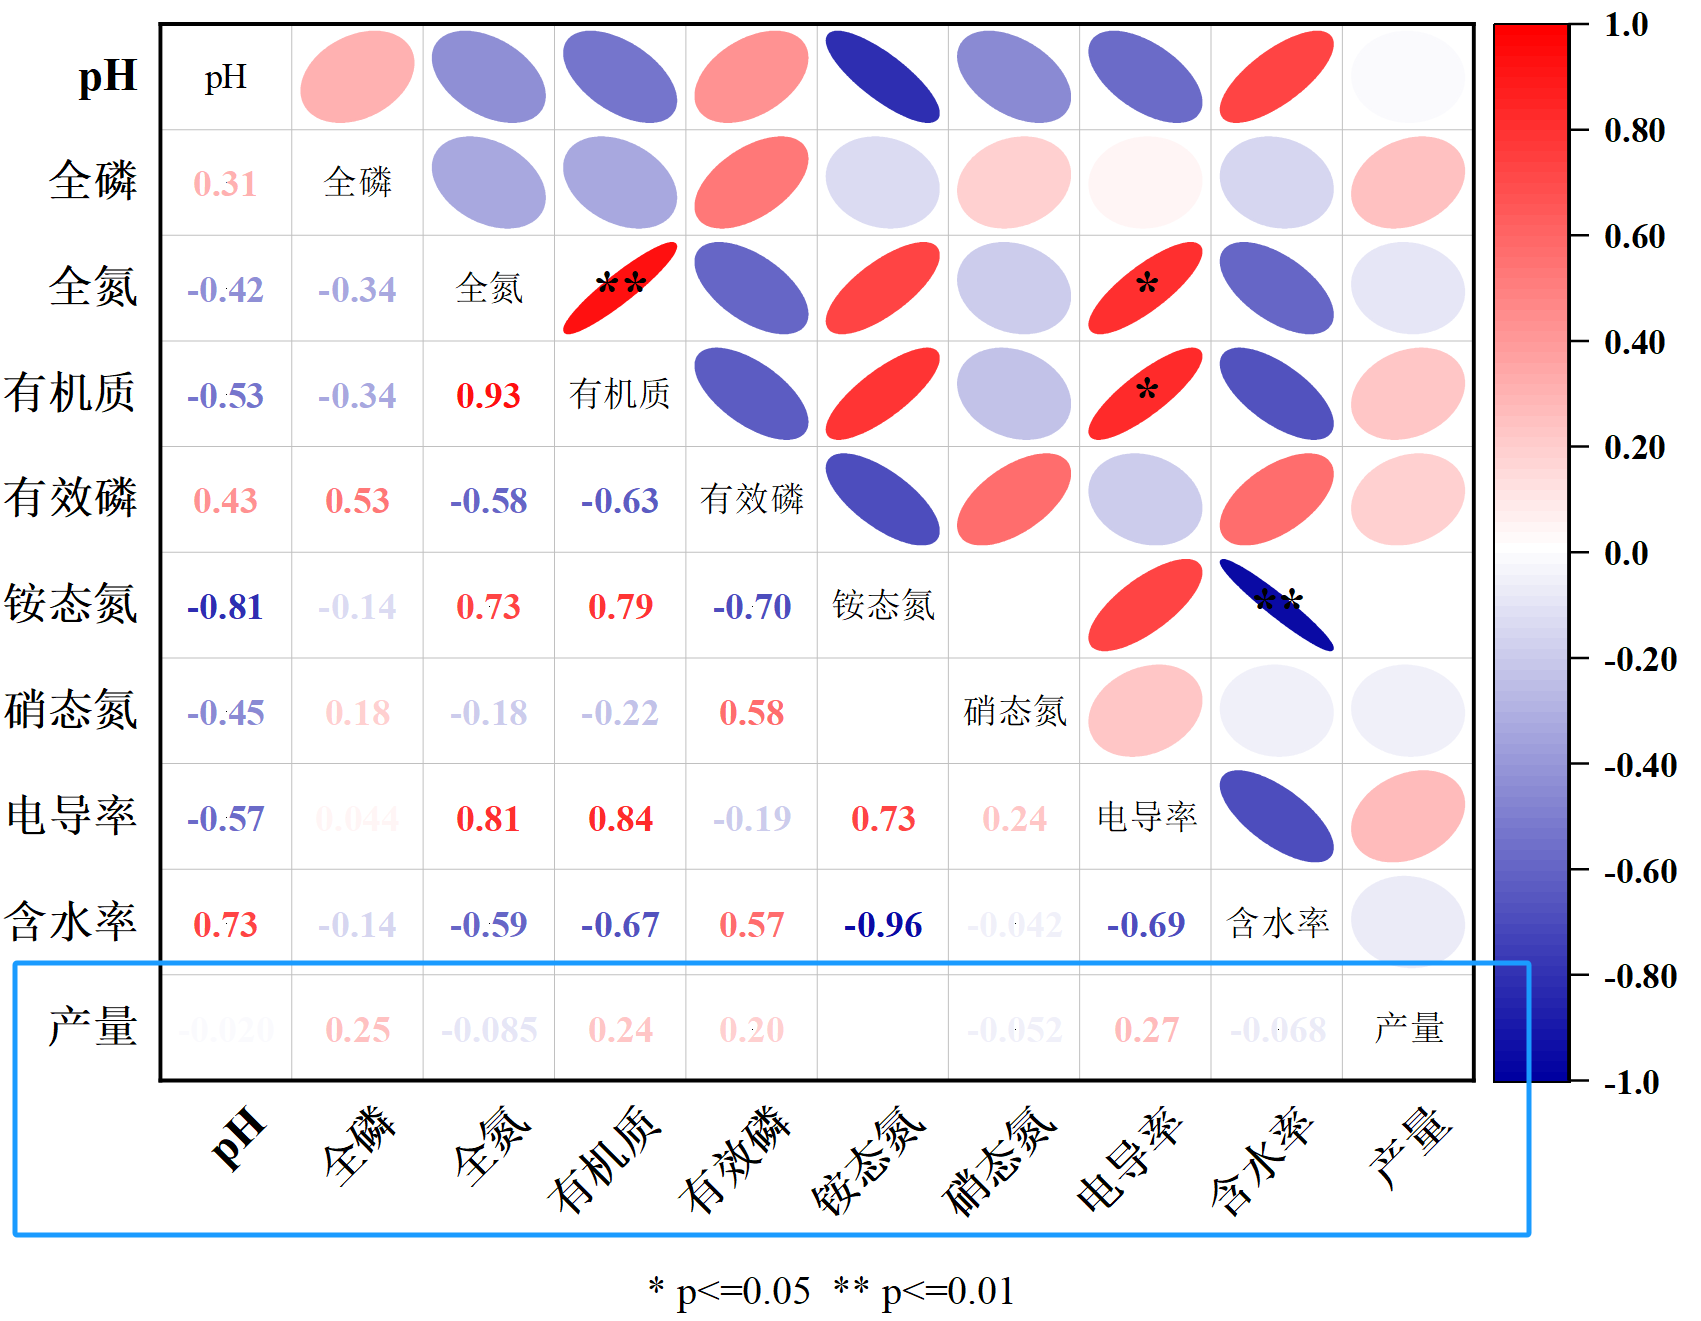 1.0
pH pH
0.80
全磷 0.31 全磷
0.60
全氮 -0.42 -0.34 全氮 ** *
0.40
有机质 -0.53 -0.34 0.93 有机质 *
0.20
有效磷 0.43 0.53 -0.58 -0.63 有效磷
0.0
铵态氮 -0.81 -0.14 0.73 0.79 -0.70 铵态氮 **
-0.20
硝态氮 -0.45 0.18 -0.18 -0.22 0.58 硝态氮
-0.40
电导率 -0.57 0.044 0.81 0.84 -0.19 0.73 0.24 电导率
-0.60
含水率 0.73 -0.14 -0.59 -0.67 0.57 -0.96 -0.042 -0.69 含水率
-0.80
产量 -0.020 0.25 -0.085 0.24 0.20 -0.052 0.27 -0.068 产量
-1.0
pH 全磷 全氮 有机质 有效磷 铵态氮 硝态氮 电导率 含水率 产量
* p<=0.05 ** p<=0.01